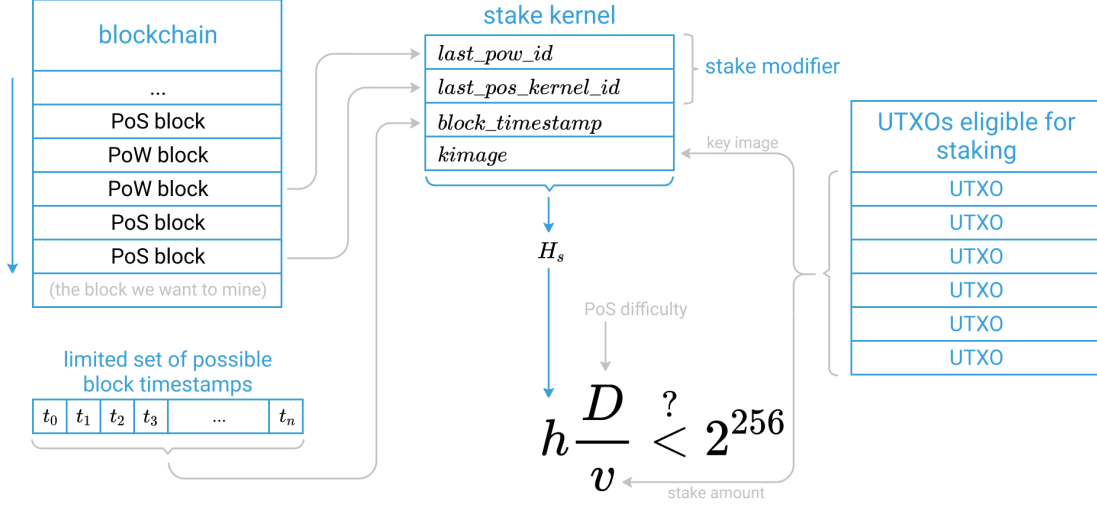 blockchain
...
PoS block
PoW block
PoW block
PoS block
PoS block
(the block we want to mine)
stake kernel
last_pow_id
last_pos_kernel_id
block_timestamp
kimage
stake modifier
key image
UTXOs eligible for
staking
UTXO
UTXO
UTXO
UTXO
UTXO
UTXO
H_s
PoS difficulty
h D/v <? 2^256
stake amount
limited set of possible
block timestamps
t_0 t_1 t_2 t_3 ... t_n